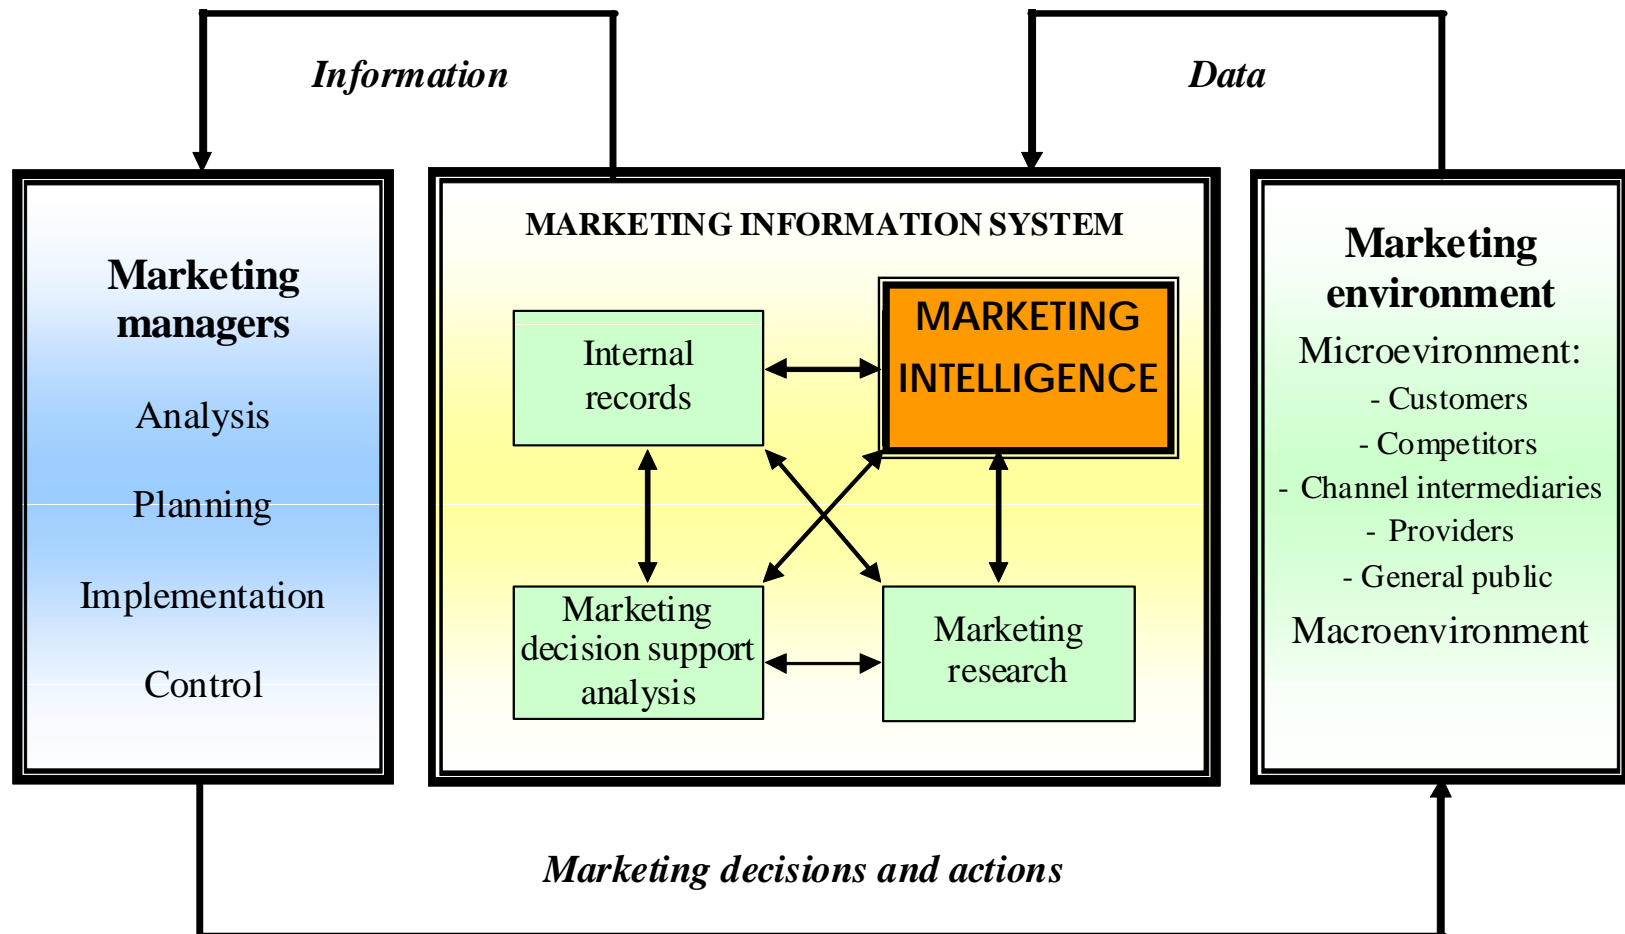 Information
Data
Marketing
managers
Analysis
Planning
Implementation
Control
MARKETING INFORMATION SYSTEM
Internal
records
MARKETING
INTELLIGENCE
Marketing
decision support
analysis
Marketing
research
Marketing
environment
Microevironment:
- Customers
- Competitors
- Channel intermediaries
- Providers
- General public
Macroenvironment
Marketing decisions and actions